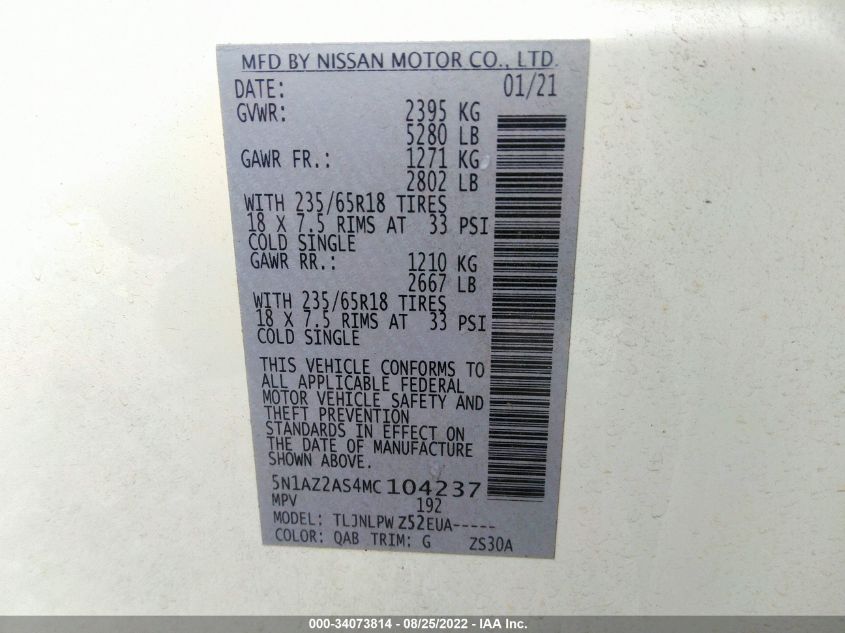 MFD BY NISSAN MOTOR CO., LTD.
DATE: 01/21
GVWR: 2395 KG
5280 LB
GAWR FR.: 1271 KG
2802 LB
WITH 235/65R18 TIRES
18 X 7.5 RIMS AT 33 PSI
COLD SINGLE
GAWR RR.: 1210 KG
2667 LB
WITH 235/65R18 TIRES
18 X 7.5 RIMS AT 33 PSI
COLD SINGLE
THIS VEHICLE CONFORMS TO
ALL APPLICABLE FEDERAL
MOTOR VEHICLE SAFETY AND
THEFT PREVENTION
STANDARDS IN EFFECT ON
THE DATE OF MANUFACTURE
SHOWN ABOVE.
5N1AZ2AS4MC104237
MPV 192
MODEL: TLJNLPW Z52EUA-----
COLOR: QAB TRIM: G ZS30A
000-34073814 - 08/25/2022 - IAA Inc.